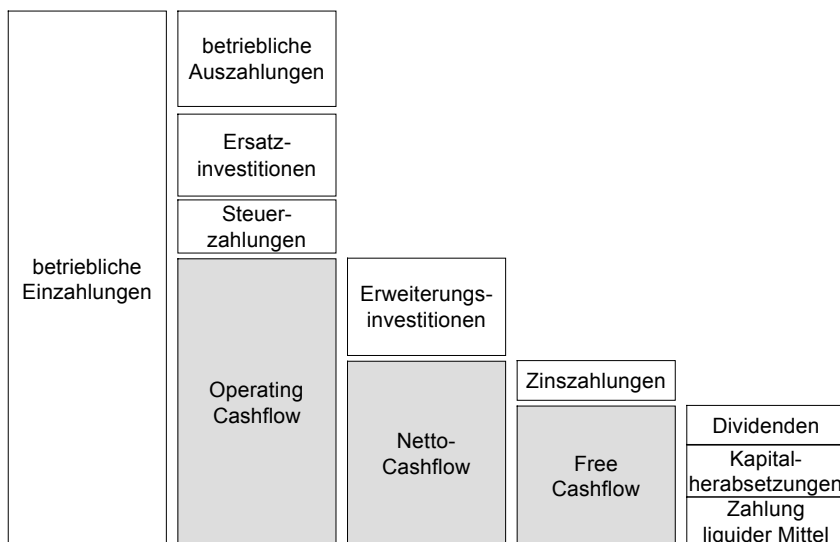 betriebliche
Einzahlungen
betriebliche
Auszahlungen
Ersatz-
investitionen
Steuer-
zahlungen
Operating
Cashflow
Erweiterungs-
investitionen
Netto-
Cashflow
Zinszahlungen
Free
Cashflow
Dividenden
Kapital-
herabsetzungen
Zahlung
liquider Mittel